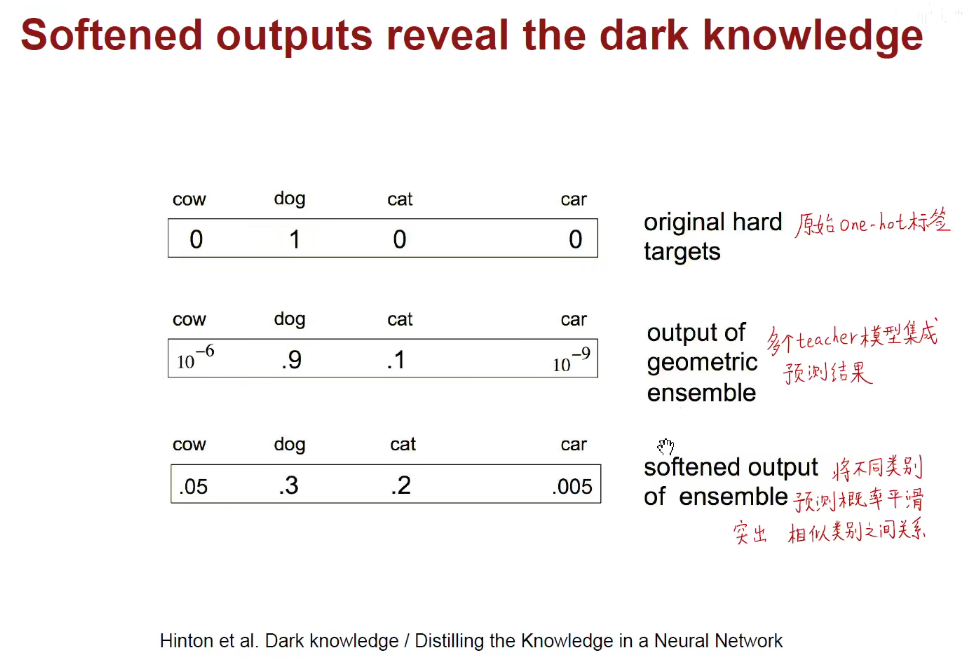 Softened outputs reveal the dark knowledge
cow dog cat car
0 1 0 0
original hard 原始one-hot标签
targets
cow dog cat car
10⁻⁶ .9 .1 10⁻⁹
output of 多个teacher模型集成
geometric 预测结果
ensemble
cow dog cat car
.05 .3 .2 .005
softened output 将不同类别
of ensemble 预测概率平滑
突出 相似类别之间关系
Hinton et al. Dark knowledge / Distilling the Knowledge in a Neural Network